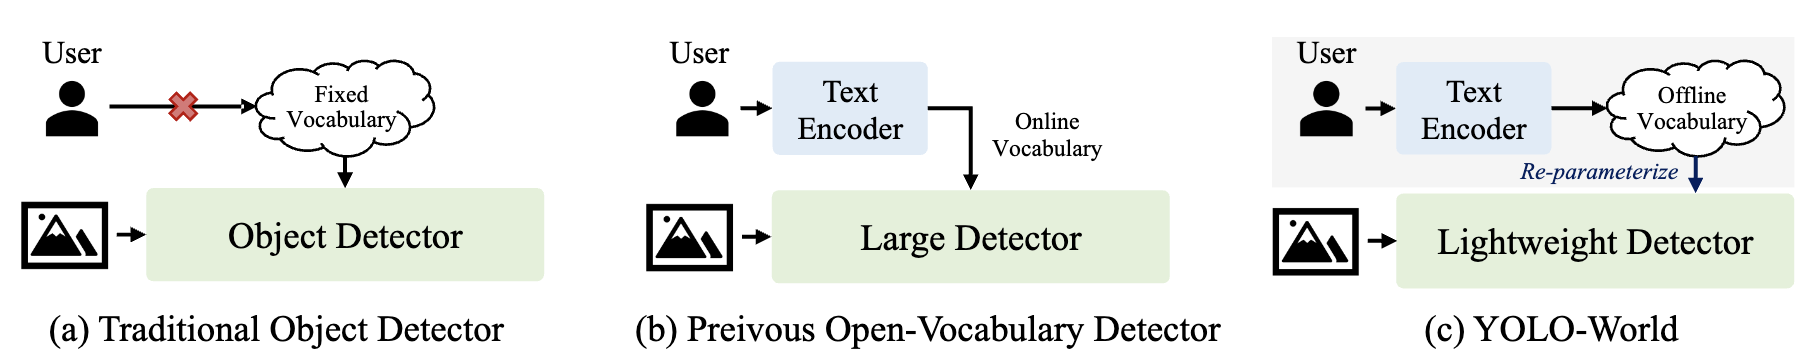 User
Fixed
Vocabulary
Object Detector
(a) Traditional Object Detector
User
Text
Encoder
Online
Vocabulary
Large Detector
(b) Preivous Open-Vocabulary Detector
User
Text
Encoder
Offline
Vocabulary
Re-parameterize
Lightweight Detector
(c) YOLO-World